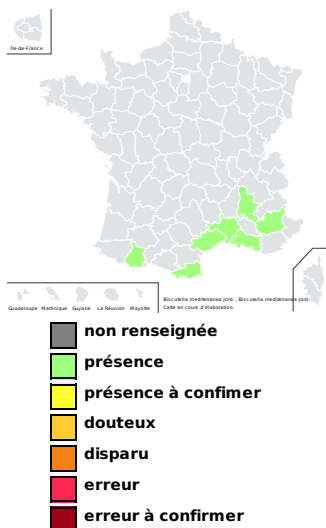 Île-de-France
Guadeloupe Martinique Guyane La Réunion Mayotte
Biscutella mediterranea Jord. , Biscutella mediterranea Jord.
Carte en cours d'élaboration.
non renseignée
présence
présence à confimer
douteux
disparu
erreur
erreur à confirmer